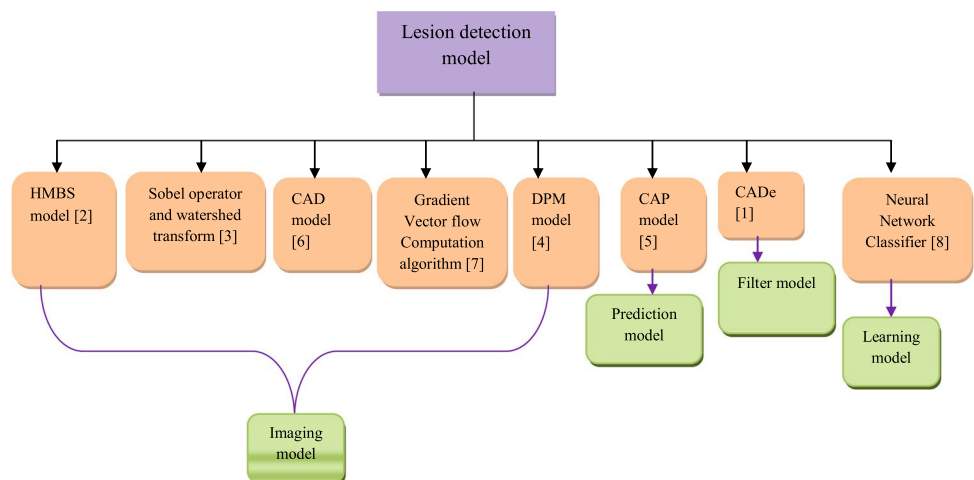 Lesion detection
model
HMBS
model [2]
Sobel operator
and watershed
transform [3]
CAD
model
[6]
Gradient
Vector flow
Computation
algorithm [7]
DPM
model
[4]
CAP
model
[5]
CADe
[1]
Neural
Network
Classifier [8]
Prediction
model
Filter model
Learning
model
Imaging
model